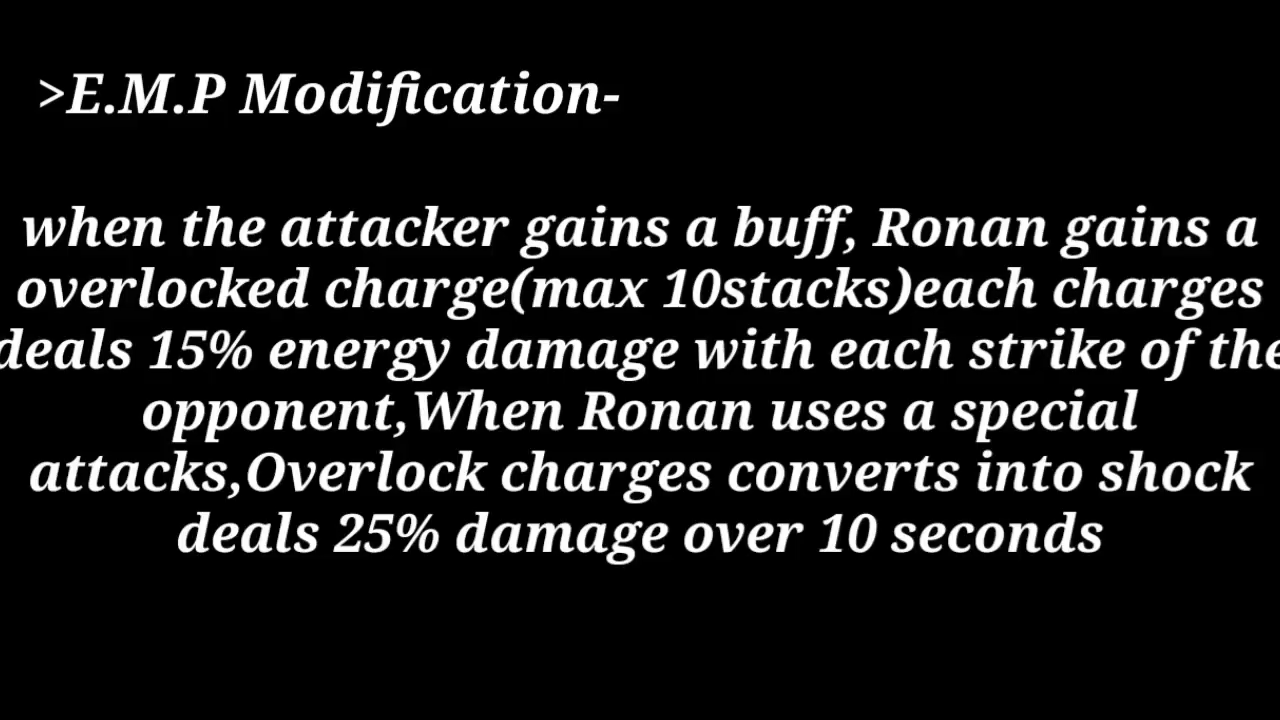 >E.M.P Modification-
when the attacker gains a buff, Ronan gains a
overlocked charge(max 10stacks)each charges
deals 15% energy damage with each strike of the
opponent,When Ronan uses a special
attacks,Overlock charges converts into shock
deals 25% damage over 10 seconds